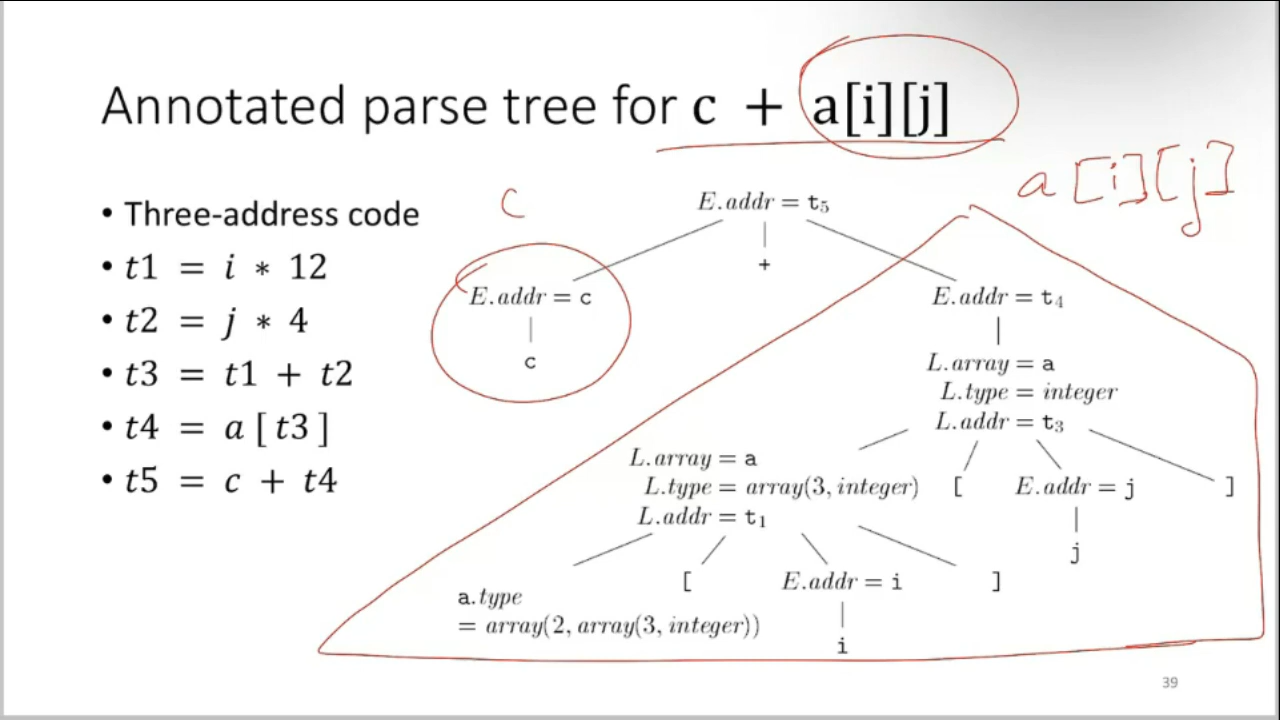 Annotated parse tree for c + a[i][j]
a[i][j]
• Three-address code
• t1 = i * 12
• t2 = j * 4
• t3 = t1 + t2
• t4 = a[t3]
• t5 = c + t4
c
E.addr = t₅
+
E.addr = c
c
E.addr = t₄
L.array = a
L.type = integer
L.addr = t₃
L.array = a
L.type = array(3, integer)
L.addr = t₁
[
E.addr = j
]
j
a.type
= array(2, array(3, integer))
[
E.addr = i
]
i
39